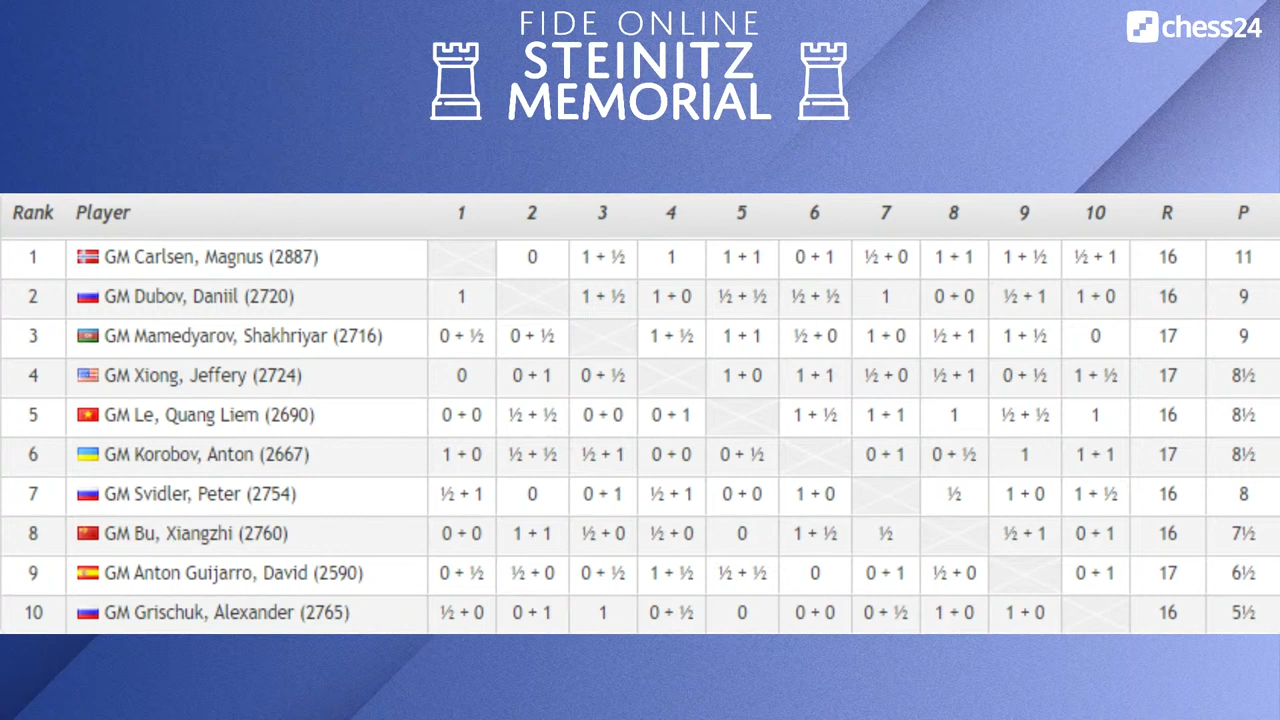 FIDE ONLINE
STEINITZ
MEMORIAL
chess24
Rank Player 1 2 3 4 5 6 7 8 9 10 R P
1 GM Carlsen, Magnus (2887) 0 1 + ½ 1 1 + 1 0 + 1 ½ + 0 1 + 1 1 + ½ ½ + 1 16 11
2 GM Dubov, Daniil (2720) 1 1 + ½ 1 + 0 ½ + ½ ½ + ½ 1 0 + 0 ½ + 1 1 + 0 16 9
3 GM Mamedyarov, Shakhriyar (2716) 0 + ½ 0 + ½ 1 + ½ 1 + 1 ½ + 0 1 + 0 ½ + 1 1 + ½ 0 17 9
4 GM Xiong, Jeffery (2724) 0 0 + 1 0 + ½ 1 + 0 1 + 1 ½ + 0 ½ + 1 0 + ½ 1 + ½ 17 8½
5 GM Le, Quang Liem (2690) 0 + 0 ½ + ½ 0 + 0 0 + 1 1 + ½ 1 + 1 1 ½ + ½ 1 16 8½
6 GM Korobov, Anton (2667) 1 + 0 ½ + ½ ½ + 1 0 + 0 0 + ½ 0 + 1 0 + ½ 1 1 + 1 17 8½
7 GM Svidler, Peter (2754) ½ + 1 0 0 + 1 ½ + 1 0 + 0 1 + 0 ½ 1 + 0 1 + ½ 16 8
8 GM Bu, Xiangzhi (2760) 0 + 0 1 + 1 ½ + 0 ½ + 0 0 1 + ½ ½ ½ + 1 0 + 1 16 7½
9 GM Anton Guijarro, David (2590) 0 + ½ ½ + 0 0 + ½ 1 + ½ ½ + ½ 0 0 + 1 ½ + 0 0 + 1 17 6½
10 GM Grischuk, Alexander (2765) ½ + 0 0 + 1 1 0 + ½ 0 0 + 0 0 + ½ 1 + 0 1 + 0 16 5½